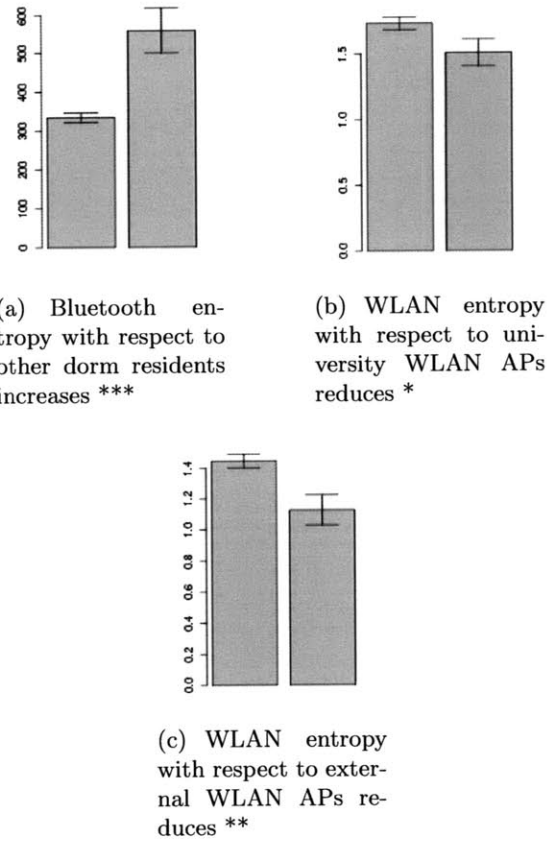 600
500
400
300
200
100
0
1.5
1.0
0.5
0.0
(a) Bluetooth en-
tropy with respect to
other dorm residents
increases ***
(b) WLAN entropy
with respect to uni-
versity WLAN APs
reduces *
1.4
1.2
1.0
0.8
0.6
0.4
0.2
0.0
(c) WLAN entropy
with respect to exter-
nal WLAN APs re-
duces **